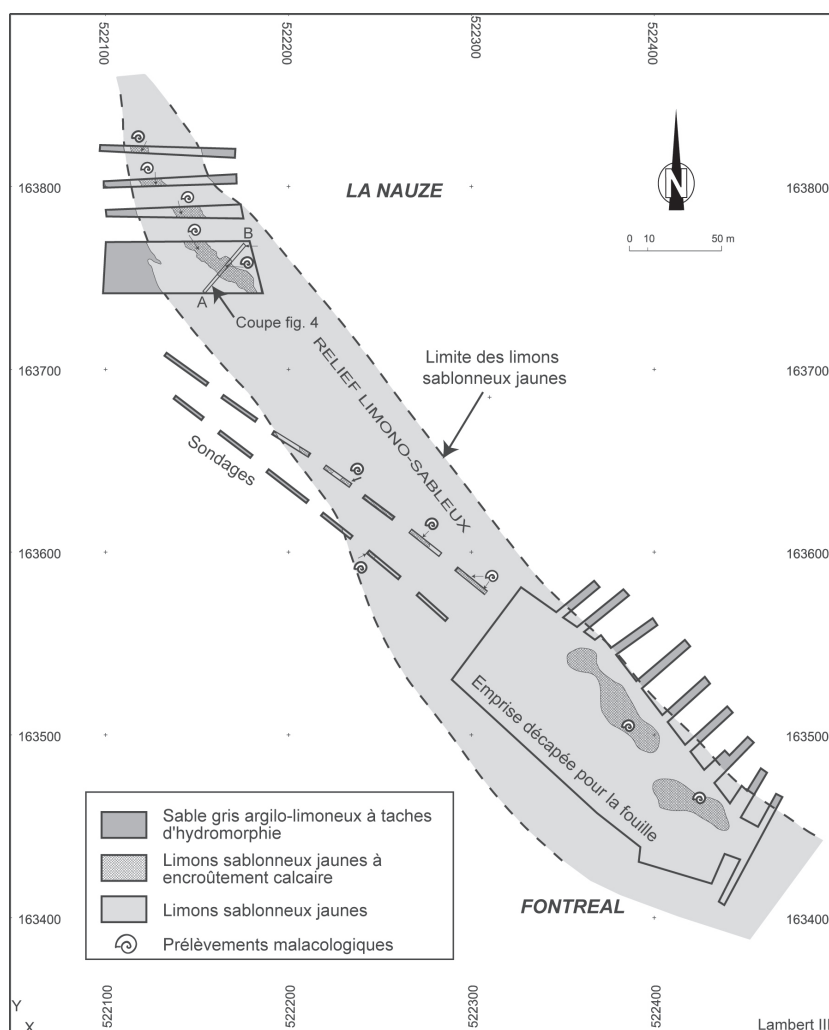 522100
522200
522300
522400
163800
LA NAUZE
N
163800
0 10 50 m
B
A
Coupe fig. 4
163700
RELIEF LIMONO-SABLEUX
Limite des limons
sablonneux jaunes
163700
Sondages
163600
163600
163500
Emprise décapée pour la fouille
163500
Sable gris argilo-limoneux à taches
d'hydromorphie
Limons sablonneux jaunes à
encroûtement calcaire
Limons sablonneux jaunes
Prélèvements malacologiques
FONTREAL
163400
163400
Y
X
522100
522200
522300
522400
Lambert III